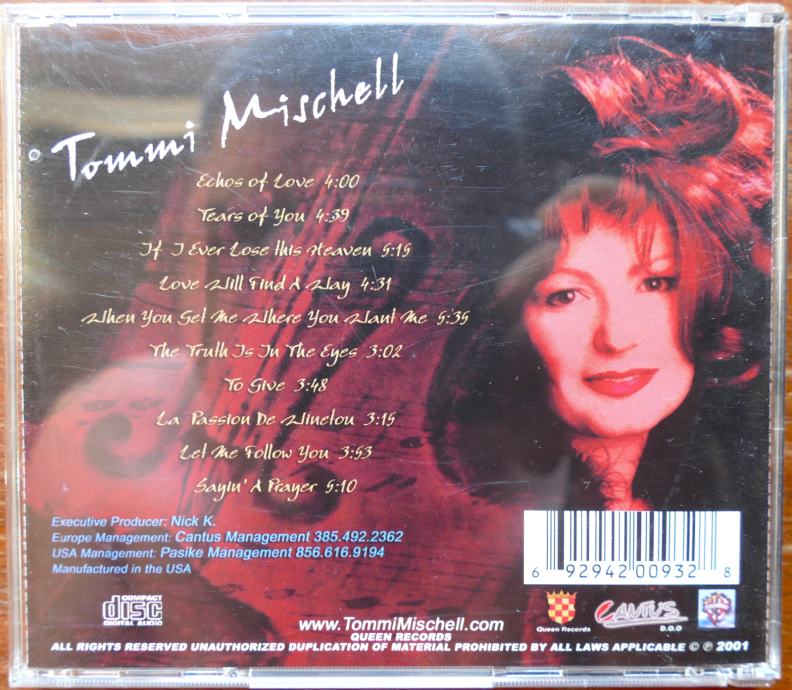 Tommi Mischell
Echos of Love 4:00
Tears of You 4:39
If I Ever Lose this Heaven 5:15
Love Will Find A Way 4:31
When You Get Me Where You Want Me 5:35
The Truth Is In The Eyes 3:02
To Give 3:48
La Passion De Winetou 3:15
Let Me Follow You 3:53
Sayin' A Prayer 5:10
Executive Producer: Nick K.
Europe Management: Cantus Management 385.492.2362
USA Management: Pasike Management 856.616.9194
Manufactured in the USA
6 92942 00932 8
COMPACT
disc
DIGITAL AUDIO
Queen Records
CANTUS
D.O.O
www.TommiMischell.com
QUEEN RECORDS
ALL RIGHTS RESERVED UNAUTHORIZED DUPLICATION OF MATERIAL PROHIBITED BY ALL LAWS APPLICABLE © ℗ 2001